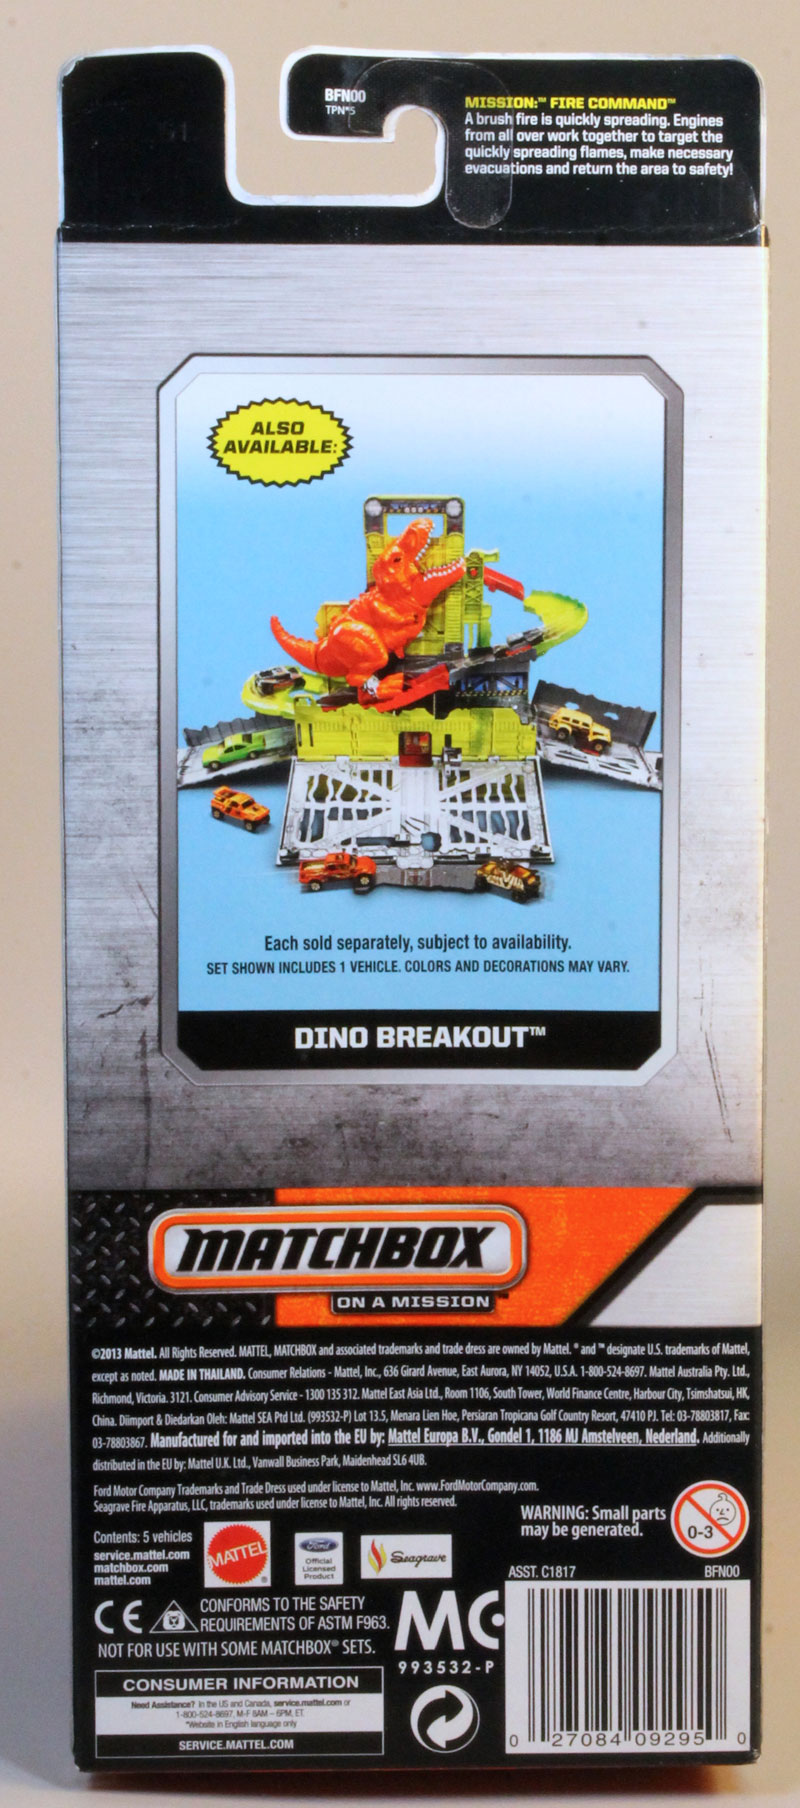 BFN00
TPN*5
MISSION:™ FIRE COMMAND™
A brush fire is quickly spreading. Engines
from all over work together to target the
quickly spreading flames, make necessary
evacuations and return the area to safety!
ALSO
AVAILABLE:
Each sold separately, subject to availability.
SET SHOWN INCLUDES 1 VEHICLE. COLORS AND DECORATIONS MAY VARY.
DINO BREAKOUT™
MATCHBOX
ON A MISSION™
©2013 Mattel. All Rights Reserved. MATTEL, MATCHBOX and associated trademarks and trade dress are owned by Mattel. ® and ™ designate U.S. trademarks of Mattel,
except as noted. MADE IN THAILAND. Consumer Relations - Mattel, Inc., 636 Girard Avenue, East Aurora, NY 14052, U.S.A. 1-800-524-8697. Mattel Australia Pty. Ltd.,
Richmond, Victoria. 3121. Consumer Advisory Service - 1300 135 312. Mattel East Asia Ltd., Room 1106, South Tower, World Finance Centre, Harbour City, Tsimshatsui, HK,
China. Diimport & Diedarkan Oleh: Mattel SEA Ptd Ltd. (993532-P) Lot 13.5, Menara Lien Hoe, Persiaran Tropicana Golf Country Resort, 47410 PJ. Tel: 03-78803817, Fax:
03-78803867. Manufactured for and imported into the EU by: Mattel Europa B.V., Gondel 1, 1186 MJ Amstelveen, Nederland. Additionally
distributed in the EU by: Mattel U.K. Ltd., Vanwall Business Park, Maidenhead SL6 4UB.
Ford Motor Company Trademarks and Trade Dress used under license to Mattel, Inc. www.FordMotorCompany.com.
Seagrave Fire Apparatus, LLC, trademarks used under license to Mattel, Inc. All rights reserved.
WARNING: Small parts
may be generated.
0-3
Contents: 5 vehicles
service.mattel.com
matchbox.com
mattel.com
MATTEL®
Ford
Official
Licensed
Product
Seagrave
ASST. C1817 BFN00
CE
CONFORMS TO THE SAFETY
REQUIREMENTS OF ASTM F963.
NOT FOR USE WITH SOME MATCHBOX® SETS.
MC
993532-P
CONSUMER INFORMATION
Need Assistance? In the US and Canada, service.mattel.com or
1-800-524-8697, M-F 8AM – 6PM, ET.
*Website in English language only
SERVICE.MATTEL.COM
0 27084 09295 0